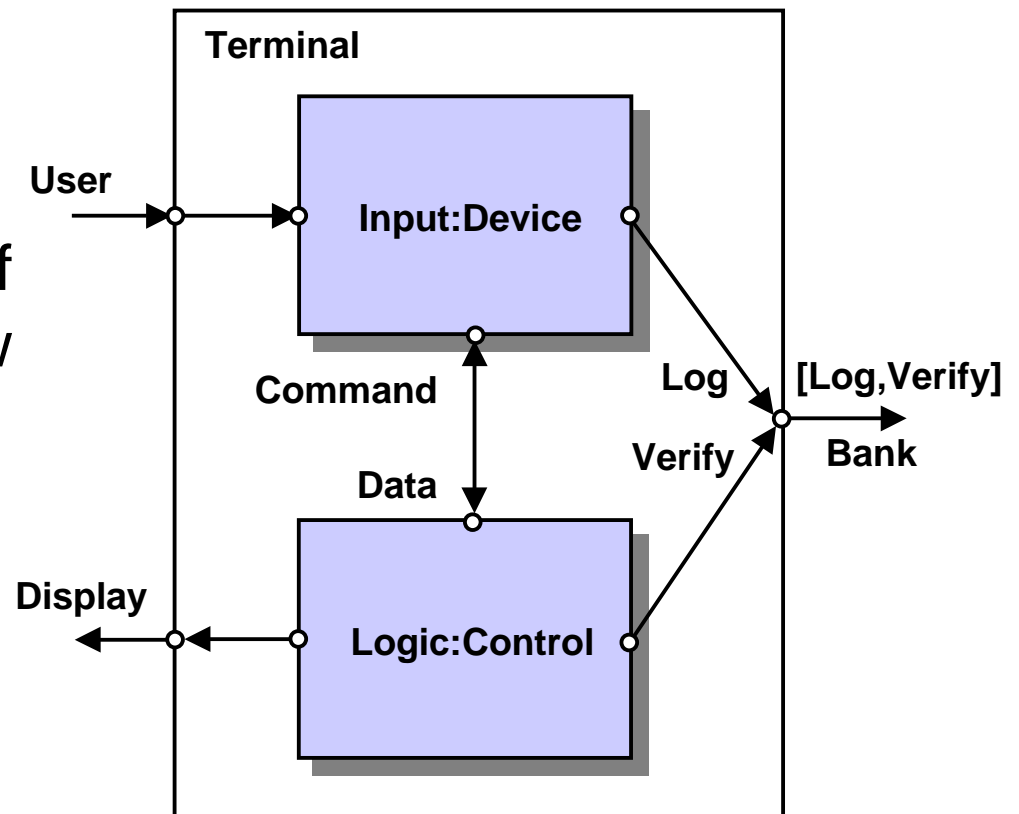 Terminal
User
Input:Device
f
w
Command
Log
[Log,Verify]
Verify
Bank
Data
Display
Logic:Control